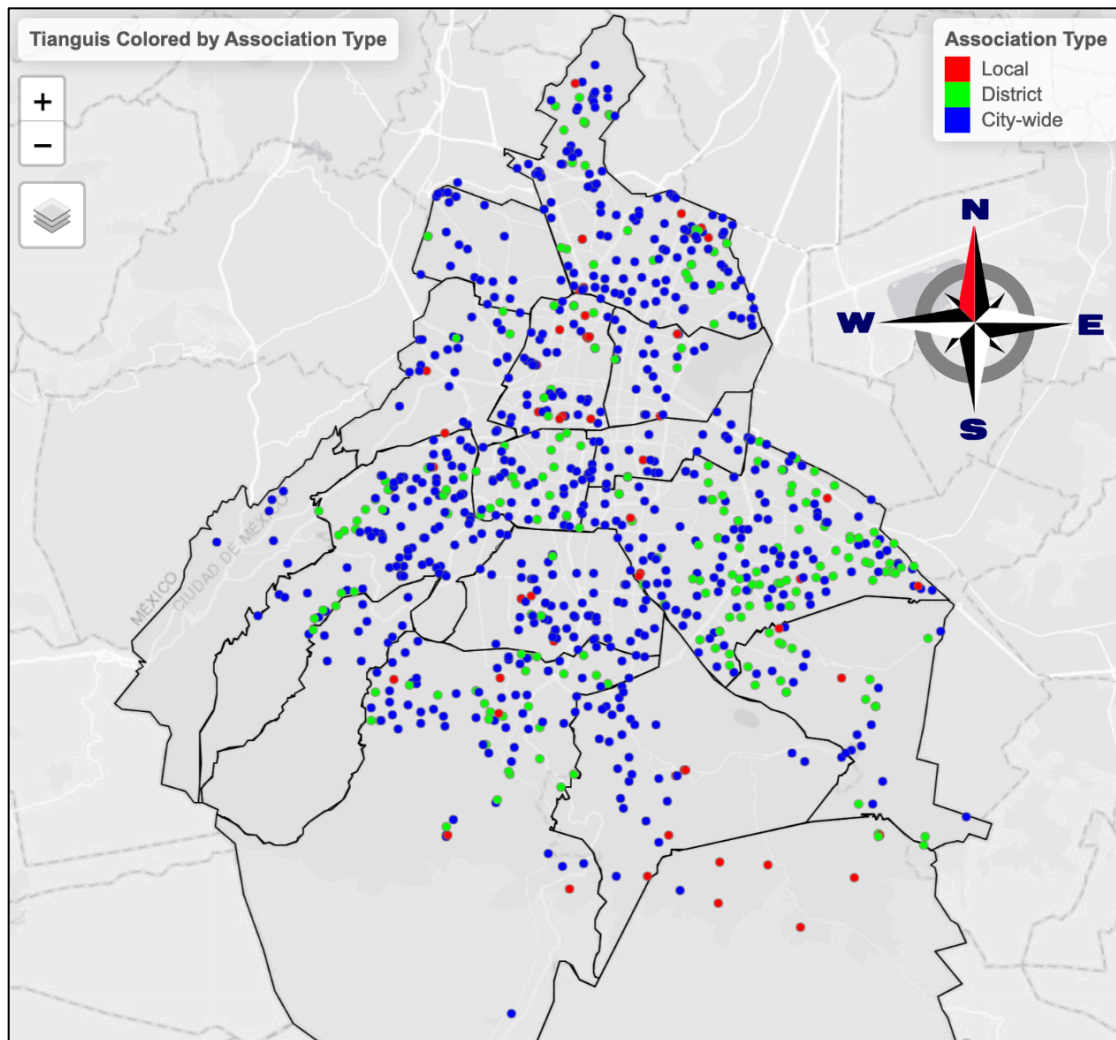 Tianguis Colored by Association Type
+
−
Association Type
Local
District
City-wide
N
W
E
S
MÉXICO
CIUDAD DE MÉXICO